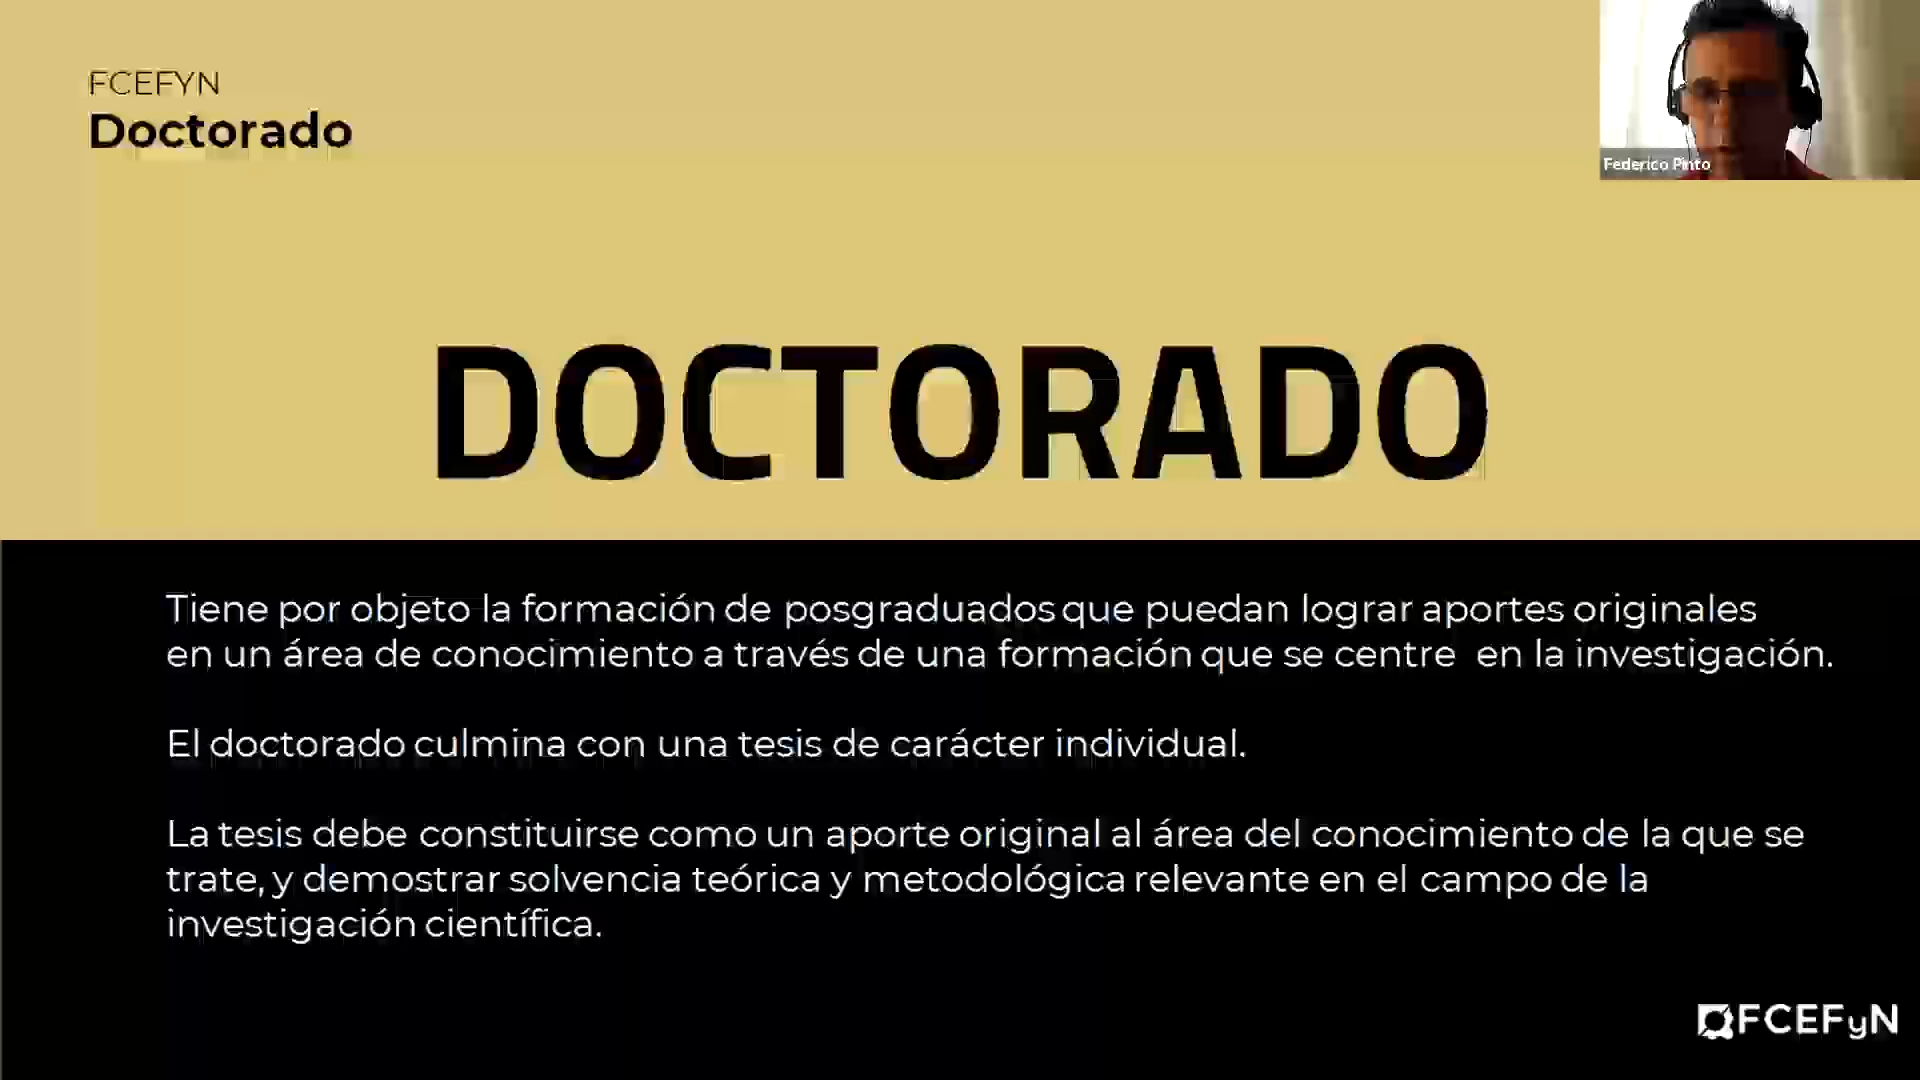 FCEFYN
Doctorado
Federico Pinto
DOCTORADO
Tiene por objeto la formación de posgraduados que puedan lograr aportes originales
en un área de conocimiento a través de una formación que se centre en la investigación.
El doctorado culmina con una tesis de carácter individual.
La tesis debe constituirse como un aporte original al área del conocimiento de la que se
trate, y demostrar solvencia teórica y metodológica relevante en el campo de la
investigación científica.
FCEFyN